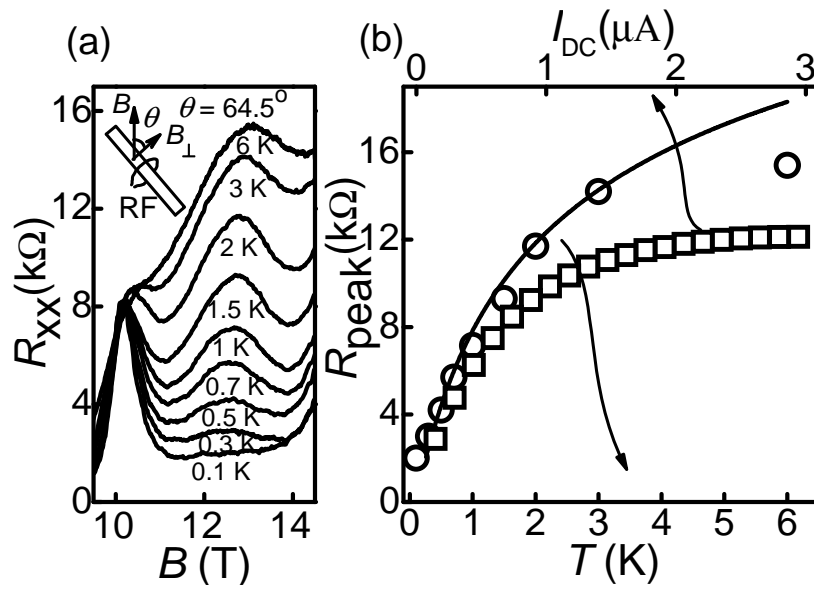 (a)
R_xx(kΩ)
16
12
8
4
0
B
θ
θ = 64.5°
B_⊥
RF
6 K
3 K
2 K
1.5 K
1 K
0.7 K
0.5 K
0.3 K
0.1 K
10 12 14
B (T)
(b)
I_DC(μA)
0 1 2 3
R_peak(kΩ)
16
12
8
4
0
0 1 2 3 4 5 6
T (K)